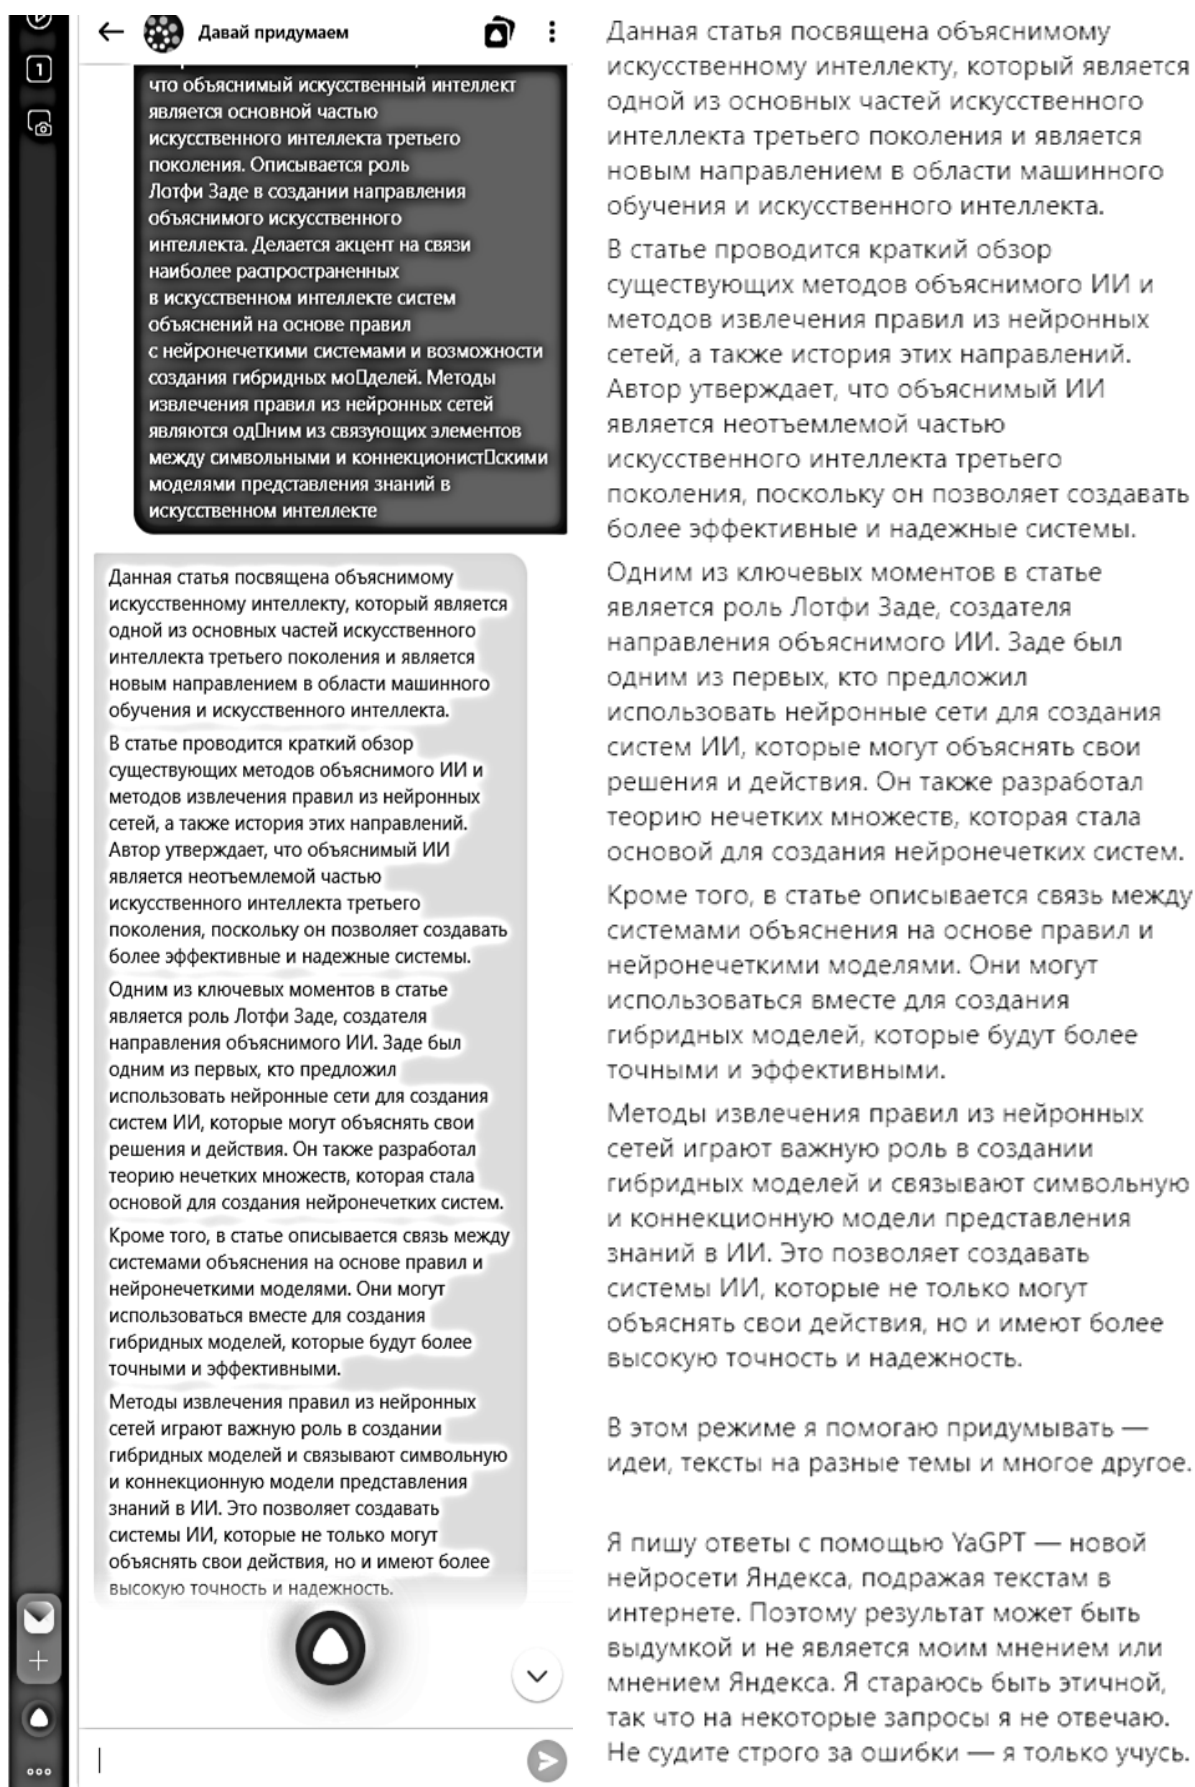 Давай придумаем
1
что объяснимый искусственный интеллект
является основной частью
искусственного интеллекта третьего
поколения. Описывается роль
Лотфи Заде в создании направления
объяснимого искусственного
интеллекта. Делается акцент на связи
наиболее распространенных
в искусственном интеллекте систем
объяснений на основе правил
с нейронечеткими системами и возможности
создания гибридных мо▯делей. Методы
извлечения правил из нейронных сетей
являются од▯ним из связующих элементов
между символьными и коннекционист▯скими
моделями представления знаний в
искусственном интеллекте
Данная статья посвящена объяснимому
искусственному интеллекту, который является
одной из основных частей искусственного
интеллекта третьего поколения и является
новым направлением в области машинного
обучения и искусственного интеллекта.
В статье проводится краткий обзор
существующих методов объяснимого ИИ и
методов извлечения правил из нейронных
сетей, а также история этих направлений.
Автор утверждает, что объяснимый ИИ
является неотъемлемой частью
искусственного интеллекта третьего
поколения, поскольку он позволяет создавать
более эффективные и надежные системы.
Одним из ключевых моментов в статье
является роль Лотфи Заде, создателя
направления объяснимого ИИ. Заде был
одним из первых, кто предложил
использовать нейронные сети для создания
систем ИИ, которые могут объяснять свои
решения и действия. Он также разработал
теорию нечетких множеств, которая стала
основой для создания нейронечетких систем.
Кроме того, в статье описывается связь между
системами объяснения на основе правил и
нейронечеткими моделями. Они могут
использоваться вместе для создания
гибридных моделей, которые будут более
точными и эффективными.
Методы извлечения правил из нейронных
сетей играют важную роль в создании
гибридных моделей и связывают символьную
и коннекционную модели представления
знаний в ИИ. Это позволяет создавать
системы ИИ, которые не только могут
объяснять свои действия, но и имеют более
высокую точность и надежность.
Данная статья посвящена объяснимому
искусственному интеллекту, который является
одной из основных частей искусственного
интеллекта третьего поколения и является
новым направлением в области машинного
обучения и искусственного интеллекта.
В статье проводится краткий обзор
существующих методов объяснимого ИИ и
методов извлечения правил из нейронных
сетей, а также история этих направлений.
Автор утверждает, что объяснимый ИИ
является неотъемлемой частью
искусственного интеллекта третьего
поколения, поскольку он позволяет создавать
более эффективные и надежные системы.
Одним из ключевых моментов в статье
является роль Лотфи Заде, создателя
направления объяснимого ИИ. Заде был
одним из первых, кто предложил
использовать нейронные сети для создания
систем ИИ, которые могут объяснять свои
решения и действия. Он также разработал
теорию нечетких множеств, которая стала
основой для создания нейронечетких систем.
Кроме того, в статье описывается связь между
системами объяснения на основе правил и
нейронечеткими моделями. Они могут
использоваться вместе для создания
гибридных моделей, которые будут более
точными и эффективными.
Методы извлечения правил из нейронных
сетей играют важную роль в создании
гибридных моделей и связывают символьную
и коннекционную модели представления
знаний в ИИ. Это позволяет создавать
системы ИИ, которые не только могут
объяснять свои действия, но и имеют более
высокую точность и надежность.
В этом режиме я помогаю придумывать —
идеи, тексты на разные темы и многое другое.
Я пишу ответы с помощью YaGPT — новой
нейросети Яндекса, подражая текстам в
интернете. Поэтому результат может быть
выдумкой и не является моим мнением или
мнением Яндекса. Я стараюсь быть этичной,
так что на некоторые запросы я не отвечаю.
Не судите строго за ошибки — я только учусь.